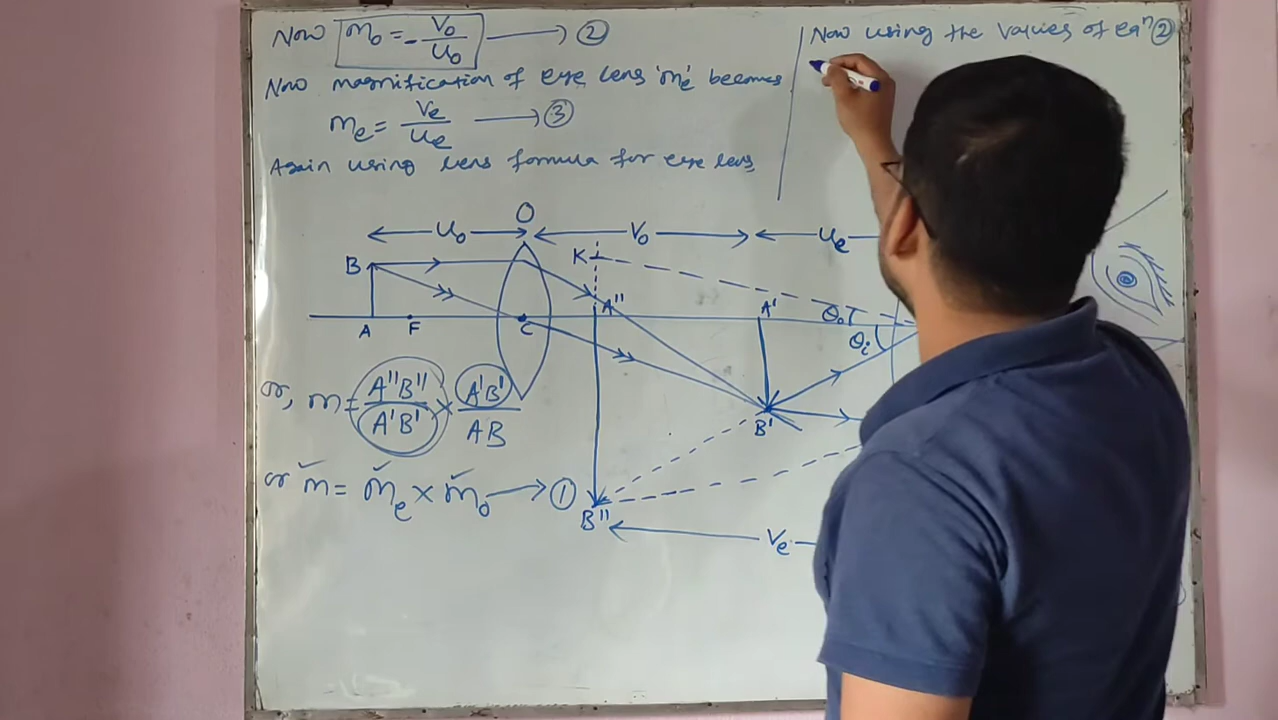 Now m₀ = - V₀/u₀ → ②
Now magnification of eye lens 'me' becomes
me = Ve/ue → ③
Again using lens formula for eye lens,
Now using the values of eqⁿ ②
O
u₀ V₀ ue
B K
A'' A' θ₀
A F C θi
or, m = A''B''/A'B' × A'B'/AB
B'
or m = me × m₀ → ①
B''
Ve